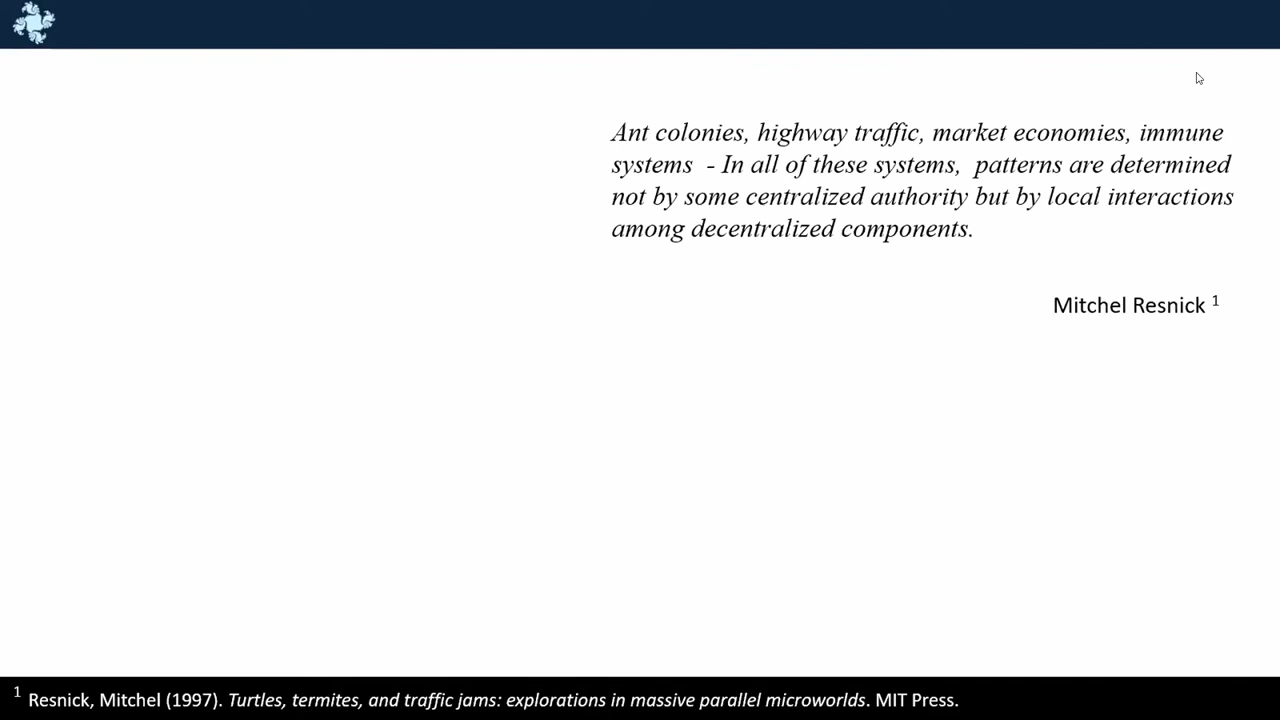 Ant colonies, highway traffic, market economies, immune
systems - In all of these systems, patterns are determined
not by some centralized authority but by local interactions
among decentralized components.
Mitchel Resnick 1
1 Resnick, Mitchel (1997). Turtles, termites, and traffic jams: explorations in massive parallel microworlds. MIT Press.